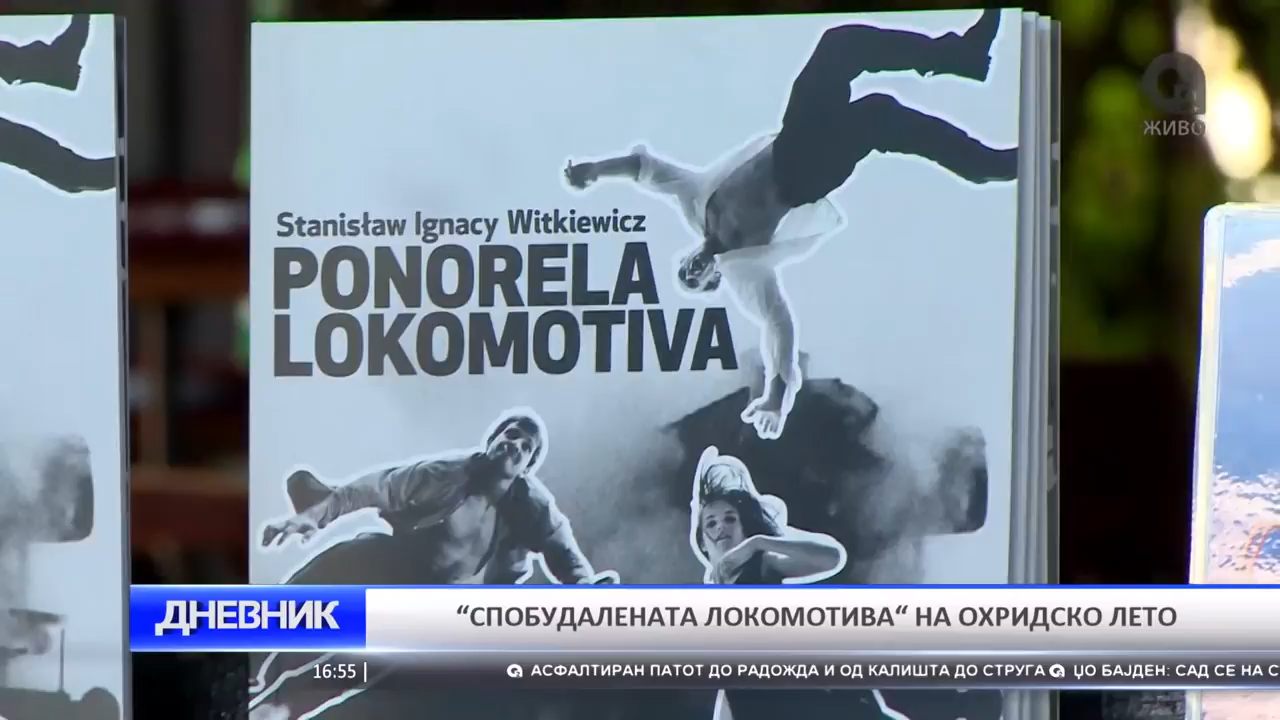 ЖИВО
Stanisław Ignacy Witkiewicz
PONORELA
LOKOMOTIVA
ДНЕВНИК
“СПОБУДАЛЕНАТА ЛОКОМОТИВА“ НА ОХРИДСКО ЛЕТО
16:55
АСФАЛТИРАН ПАТОТ ДО РАДОЖДА И ОД КАЛИШТА ДО СТРУГА ЏО БАЈДЕН: САД СЕ НА С